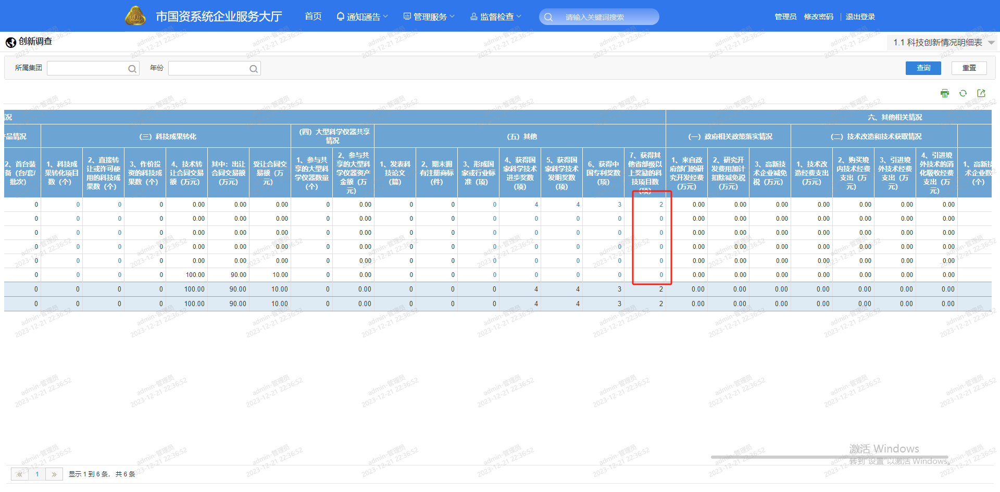 市国资系统企业服务大厅
首页
通知通告
管理服务
监督检查
请输入关键词搜索
管理员
修改密码
退出登录
创新调查
1.1 科技创新情况明细表
所属集团
年份
查询
重置
情况
六、其他相关情况
产品情况
（三）科技成果转化
（四）大型科学仪器共享
情况
（五）其他
（一）政府相关政策落实情况
（二）技术改造和技术获取情况
2、首台装
备（台/套/
批次）
1、科技成
果转化项目
数（个）
2、直接转
让或许可使
用的科技成
果数（个）
3、作价投
资的科技成
果数（个）
4、技术转
让合同交易
额（万元）
其中：出让
合同交易额
（万元）
受让合同交
易额（万
元）
1、参与共
享的大型科
学仪器数量
（个）
2、参与共
享的大型科
学仪器资产
金额（万
元）
1、发表科
技论文
（篇）
2、期末拥
有注册商标
（件）
3、形成国
家或行业标
准（项）
4、获得国
家科学技术
进步奖数
（项）
5、获得国
家科学技术
发明奖数
（项）
6、获得中
国专利奖数
（项）
7、获得其
他省部级以
上奖励的科
技项目数
（项）
1、来自政
府部门的研
究开发经费
（万元）
2、研究开
发费用加计
扣除减免税
（万元）
3、高新技
术企业减免
税（万元）
1、技术改
造经费支出
（万元）
2、购买境
内技术经费
支出（万
元）
3、引进境
外技术经费
支出（万
元）
4、引进境
外技术的消
化吸收经费
支出（万
元）
1、高新技
术企业数
（个）
0 0 0 0 0.00 0.00 0.00 0 0.00 0 0 0 4 4 3 2 0.00 0.00 0.00 0.00 0.00 0.00 0.00
0 0 0 0 0.00 0.00 0.00 0 0.00 0 0 0 0 0 0 0 0.00 0.00 0.00 0.00 0.00 0.00 0.00
0 0 0 0 0.00 0.00 0.00 0 0.00 0 0 0 0 0 0 0 0.00 0.00 0.00 0.00 0.00 0.00 0.00
0 0 0 0 0.00 0.00 0.00 0 0.00 0 0 0 0 0 0 0 0.00 0.00 0.00 0.00 0.00 0.00 0.00
0 0 0 0 0.00 0.00 0.00 0 0.00 0 0 0 0 0 0 0 0.00 0.00 0.00 0.00 0.00 0.00 0.00
0 0 0 0 100.00 90.00 10.00 0 0.00 0 0 0 0 0 0 0 0.00 0.00 0.00 0.00 0.00 0.00 0.00
0 0 0 0 100.00 90.00 10.00 0 0.00 0 0 0 4 4 3 2 0.00 0.00 0.00 0.00 0.00 0.00 0.00
0 0 0 0 100.00 90.00 10.00 0 0.00 0 0 0 4 4 3 2 0.00 0.00 0.00 0.00 0.00 0.00 0.00
admin-管理员
2023-12-21 22:36:52
激活 Windows
转到"设置"以激活 Windows。
« 1 »
显示 1 到 6 条， 共 6 条